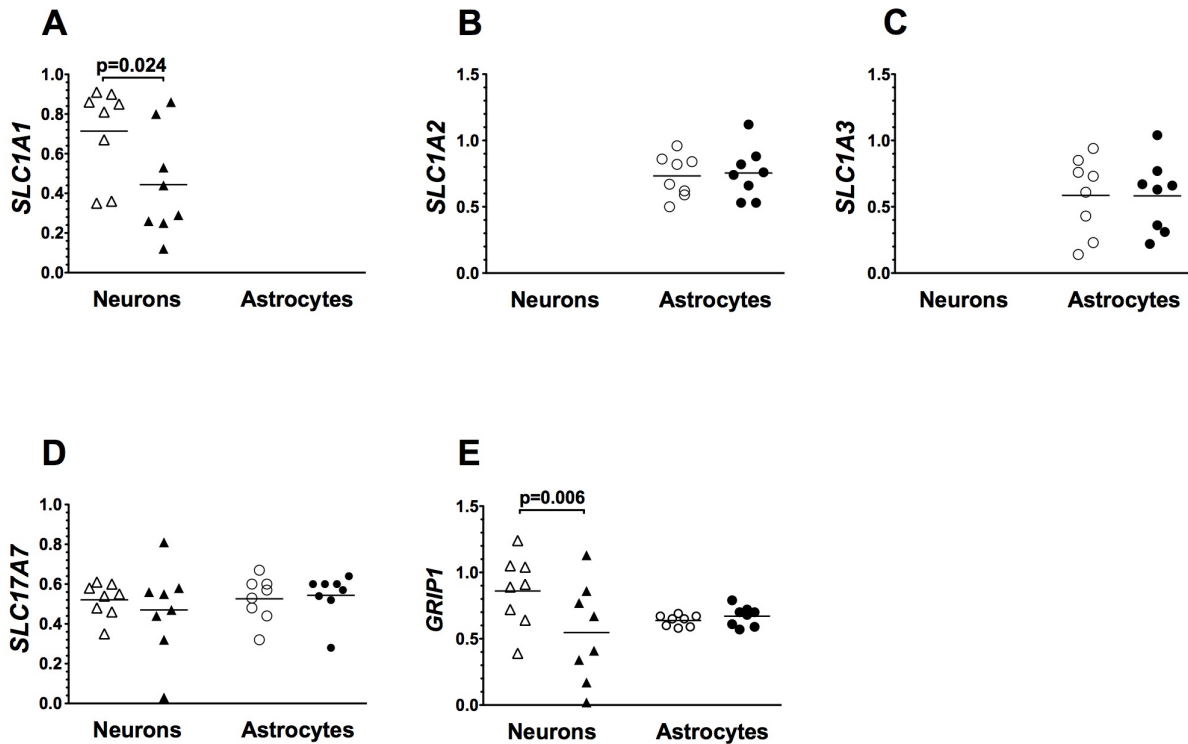 A
p=0.024
SLC1A1
1.0
0.8
0.6
0.4
0.2
0.0
Neurons Astrocytes
B
SLC1A2
1.5
1.0
0.5
0.0
Neurons Astrocytes
C
SLC1A3
1.5
1.0
0.5
0.0
Neurons Astrocytes
D
SLC17A7
1.0
0.8
0.6
0.4
0.2
0.0
Neurons Astrocytes
E
p=0.006
GRIP1
1.5
1.0
0.5
0.0
Neurons Astrocytes